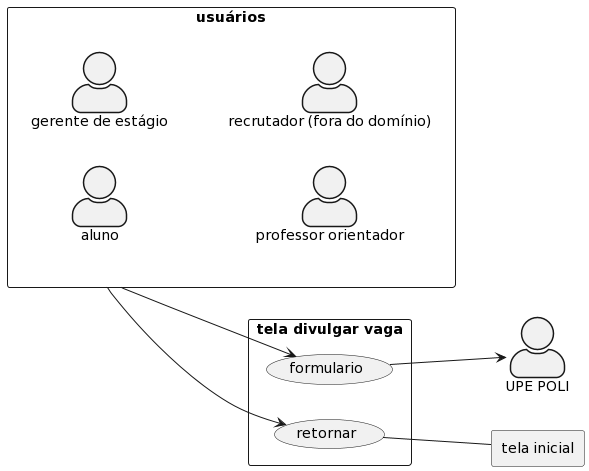 usuários
gerente de estágio
recrutador (fora do domínio)
aluno
professor orientador
tela divulgar vaga
formulario
UPE POLI
retornar
tela inicial